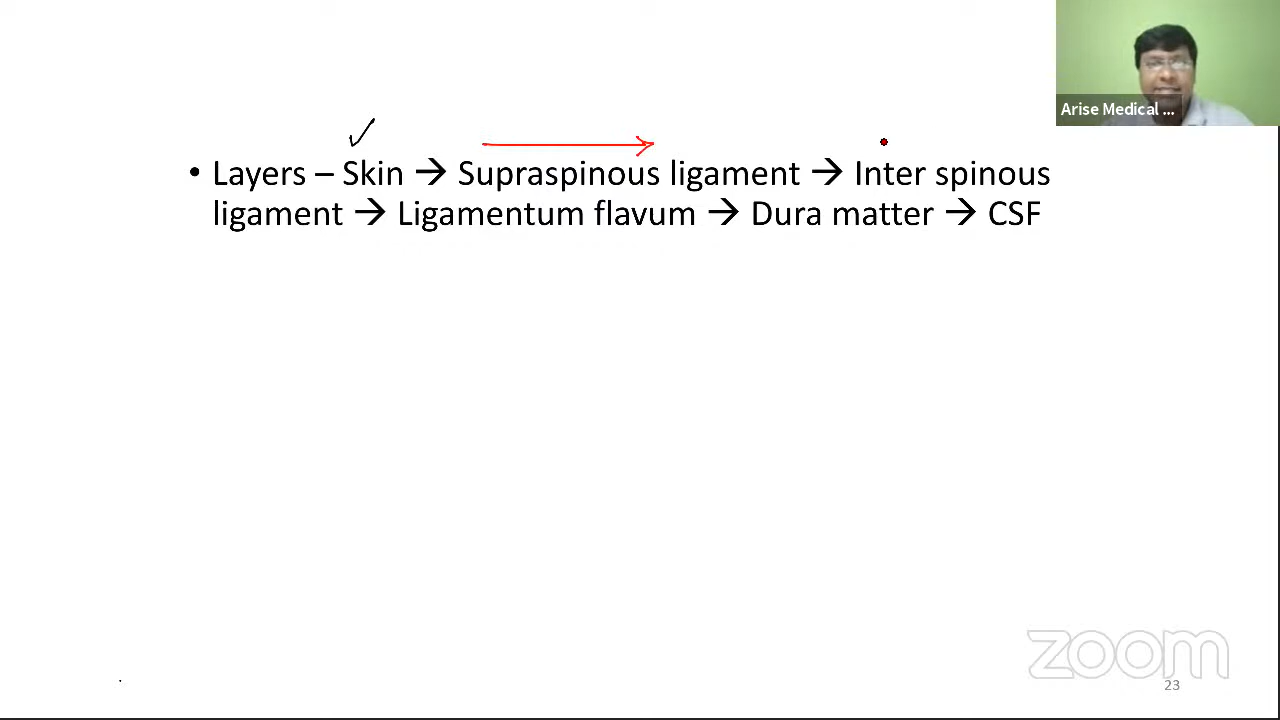 Arise Medical ...
• Layers – Skin → Supraspinous ligament → Inter spinous
ligament → Ligamentum flavum → Dura matter → CSF
zoom
23